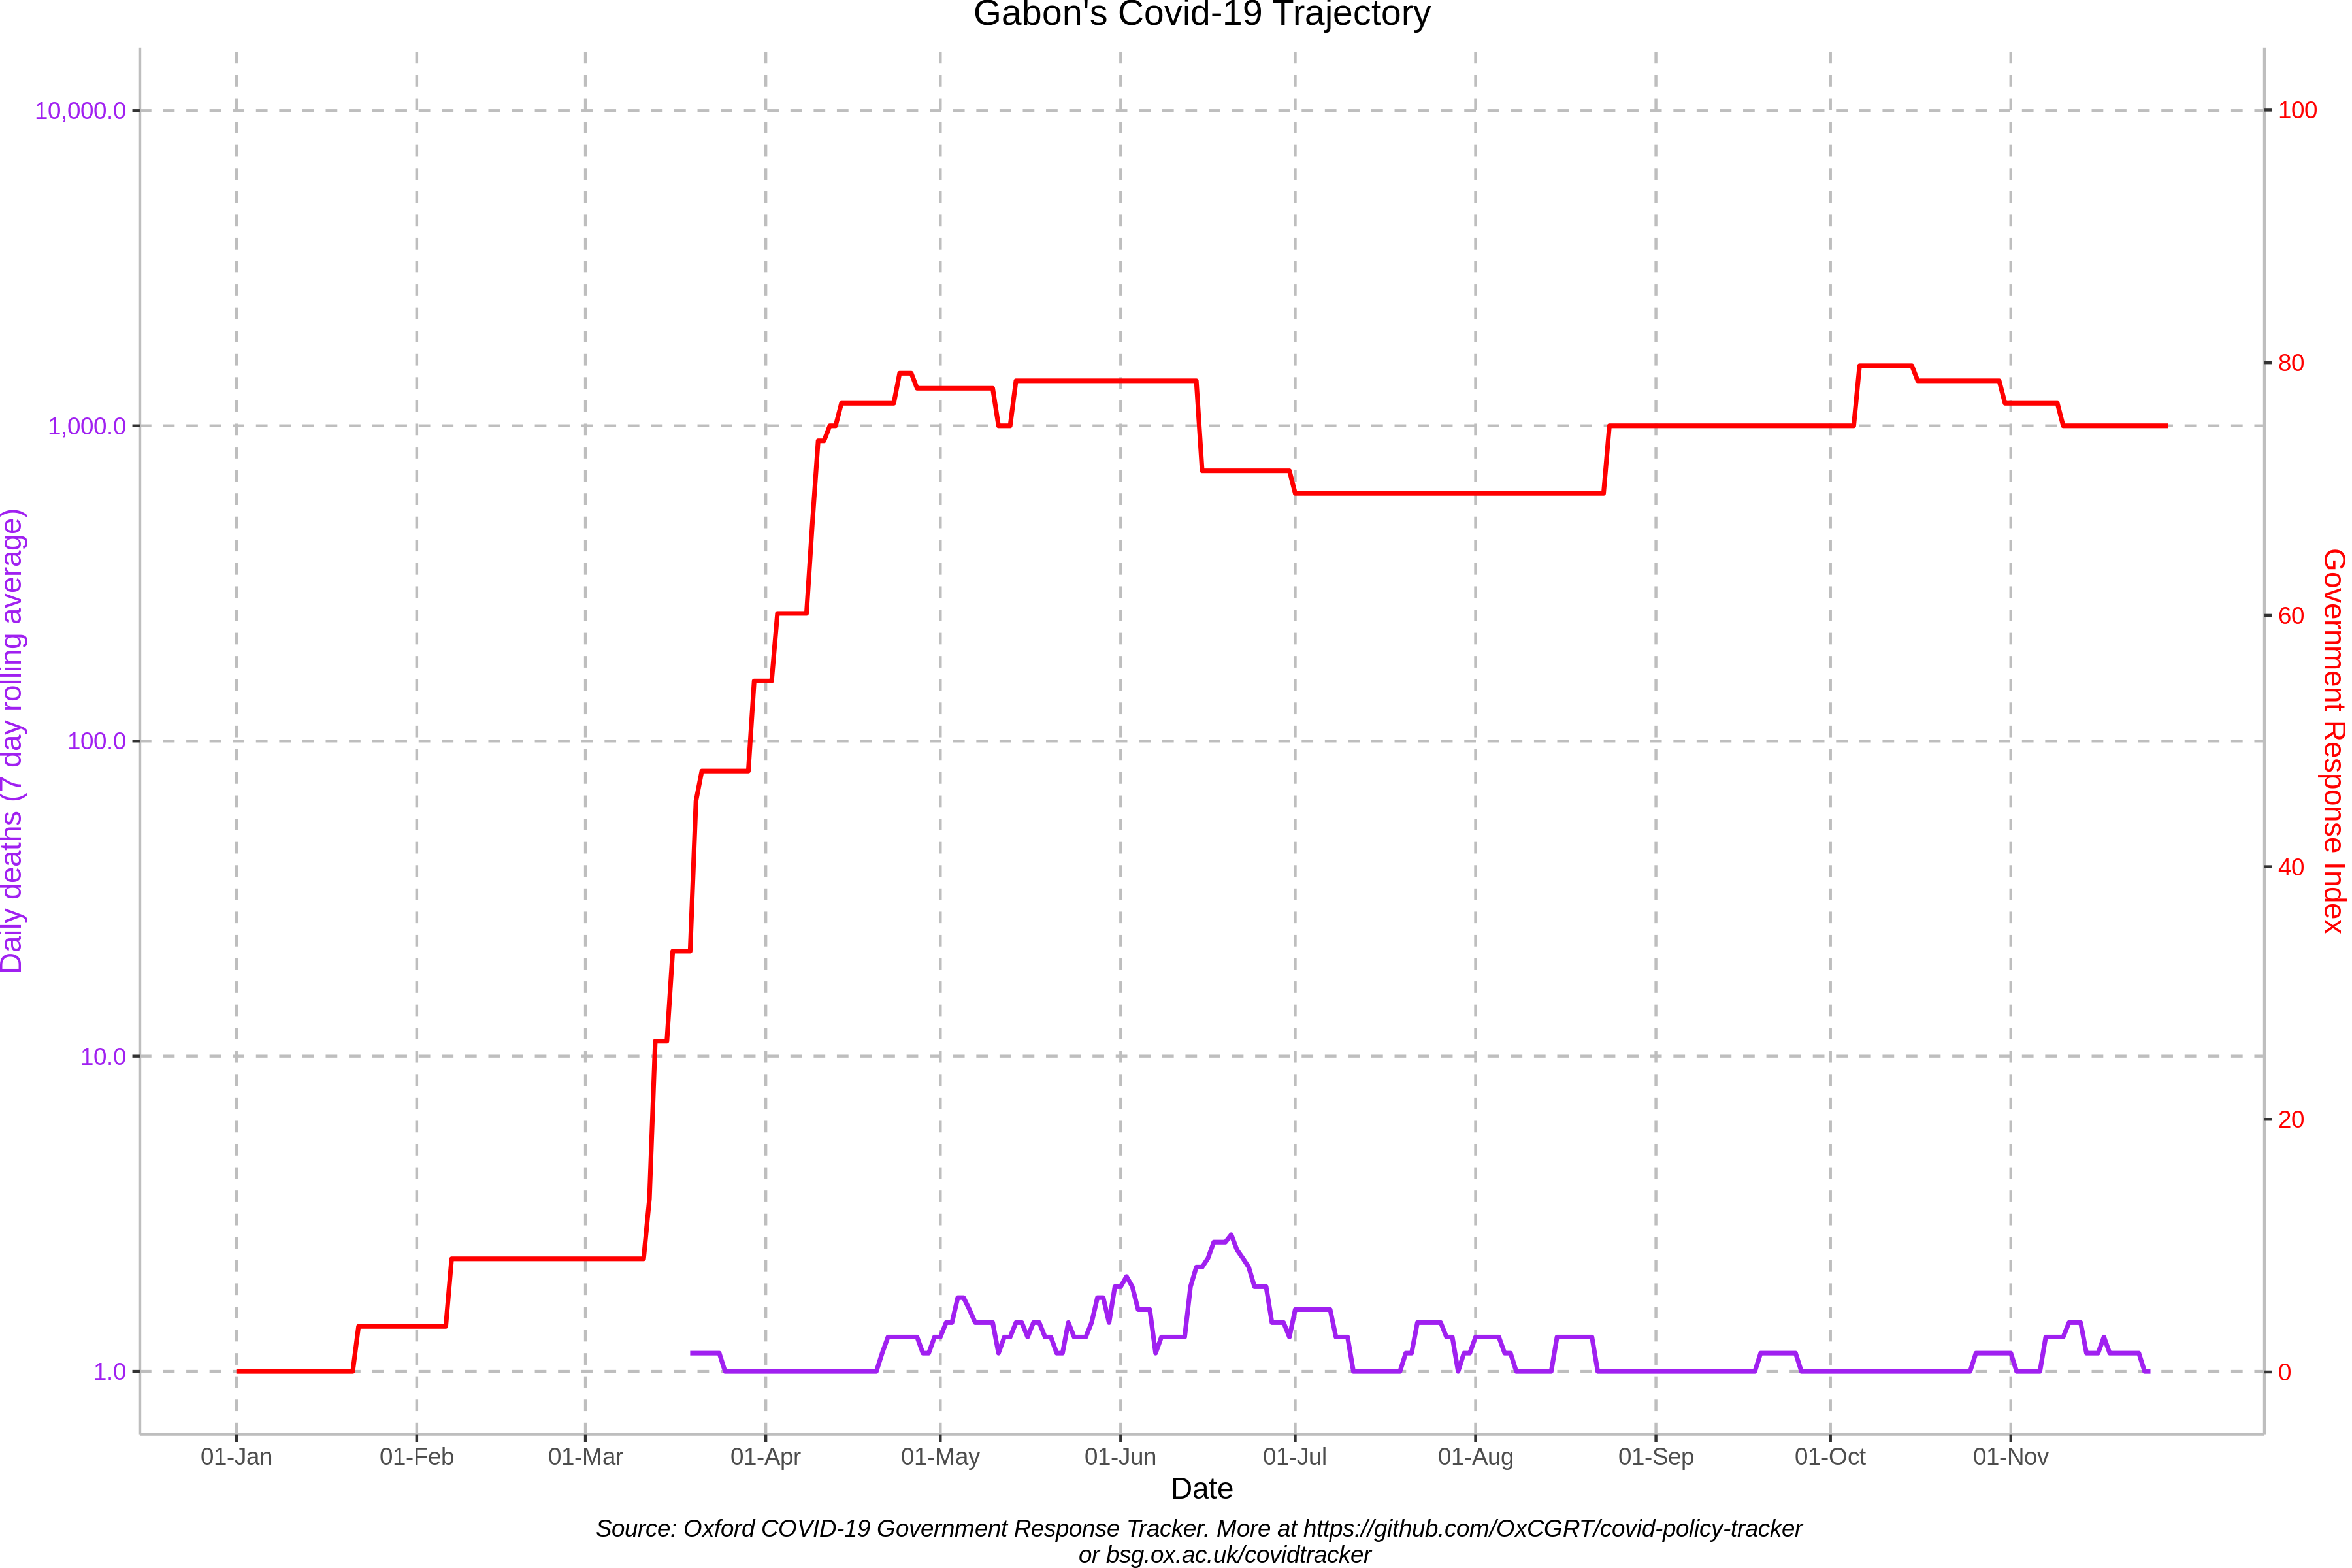 Gabon's Covid-19 Trajectory
10,000.0
1,000.0
100.0
10.0
1.0
Daily deaths (7 day rolling average)
100
80
60
40
20
0
Government Response Index
01-Jan
01-Feb
01-Mar
01-Apr
01-May
01-Jun
01-Jul
01-Aug
01-Sep
01-Oct
01-Nov
Date
Source: Oxford COVID-19 Government Response Tracker. More at https://github.com/OxCGRT/covid-policy-tracker
or bsg.ox.ac.uk/covidtracker